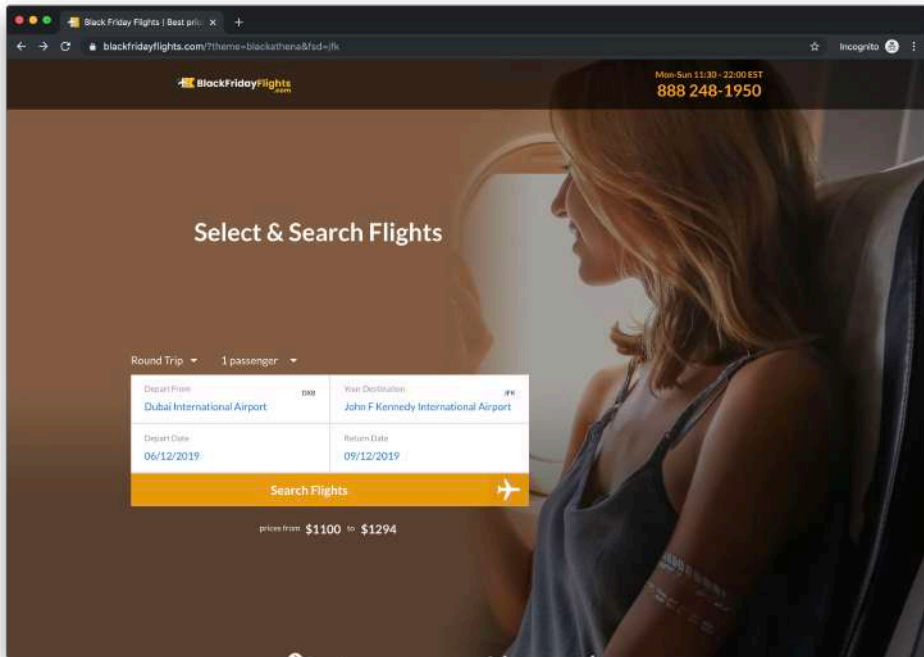 Black Friday Flights | Best pric
blackfridayflights.com/?theme=blackathena&fsd=jfk
Incognito
BlackFridayFlights
.com
Mon-Sun 11:30 - 22:00 EST
888 248-1950
Select & Search Flights
Round Trip
1 passenger
Depart From
DXB
Dubai International Airport
Your Destination
JFK
John F Kennedy International Airport
Depart Date
06/12/2019
Return Date
09/12/2019
Search Flights
prices from $1100 to $1294